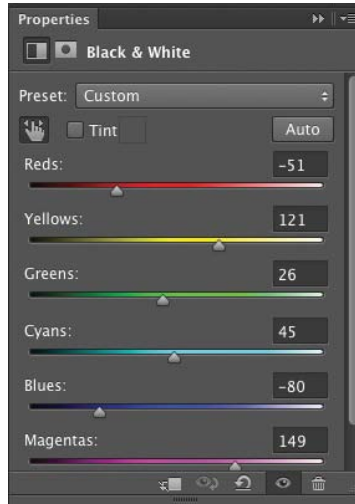 Properties
Black & White
Preset: Custom
Tint
Auto
Reds: -51
Yellows: 121
Greens: 26
Cyans: 45
Blues: -80
Magentas: 149